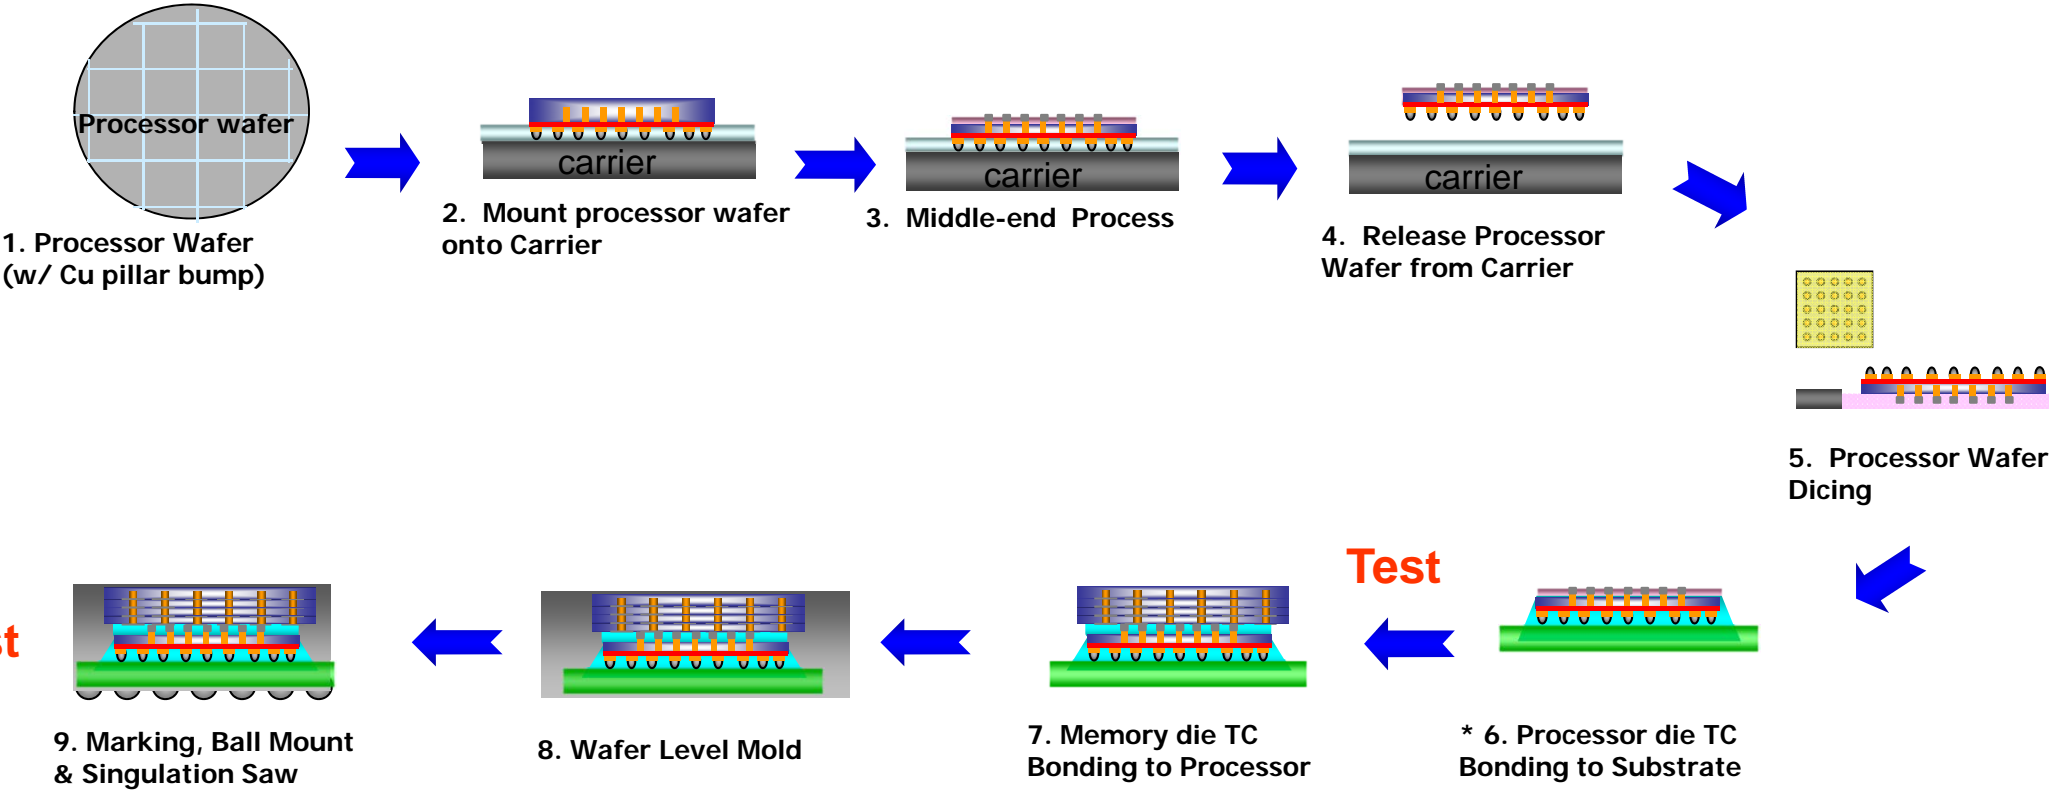 Processor wafer
1. Processor Wafer
(w/ Cu pillar bump)
carrier
2. Mount processor wafer
onto Carrier
carrier
3. Middle-end Process
carrier
4. Release Processor
Wafer from Carrier
5. Processor Wafer
Dicing
Test
* 6. Processor die TC
Bonding to Substrate
7. Memory die TC
Bonding to Processor
8. Wafer Level Mold
st
9. Marking, Ball Mount
& Singulation Saw